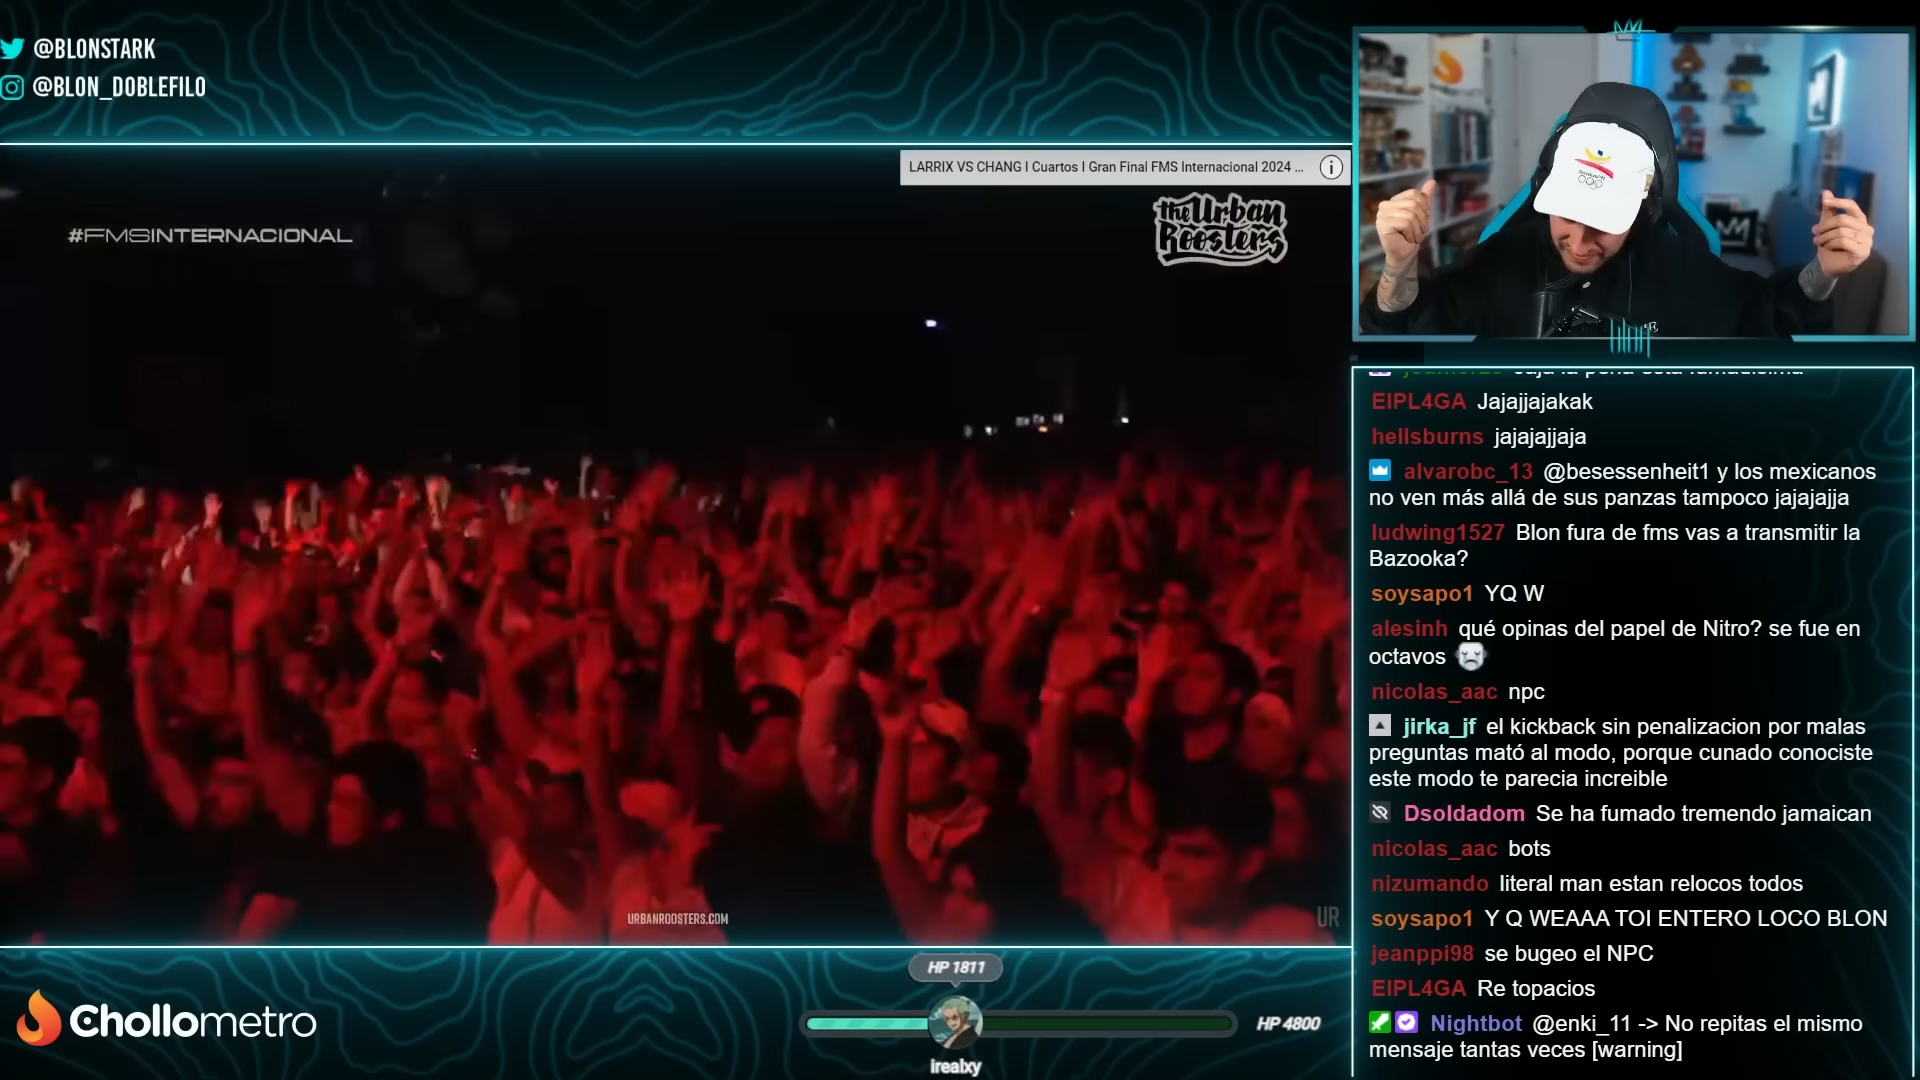 @BLONSTARK
@BLON_DOBLEFILO
LARRIX VS CHANG I Cuartos I Gran Final FMS Internacional 2024 ...
#FMSINTERNACIONAL
the Urban
Roosters
URBANROOSTERS.COM
UR
EIPL4GA Jajajjajakak
hellsburns jajajajjaja
alvarobc_13 @besessenheit1 y los mexicanos
no ven más allá de sus panzas tampoco jajajajja
ludwing1527 Blon fura de fms vas a transmitir la
Bazooka?
soysapo1 YQ W
alesinh qué opinas del papel de Nitro? se fue en
octavos
nicolas_aac npc
jirka_jf el kickback sin penalizacion por malas
preguntas mató al modo, porque cunado conociste
este modo te parecia increible
Dsoldadom Se ha fumado tremendo jamaican
nicolas_aac bots
nizumando literal man estan relocos todos
soysapo1 Y Q WEAAA TOI ENTERO LOCO BLON
jeanppi98 se bugeo el NPC
EIPL4GA Re topacios
Nightbot @enki_11 -> No repitas el mismo
mensaje tantas veces [warning]
Chollometro
HP 1811
HP 4800
irealxy